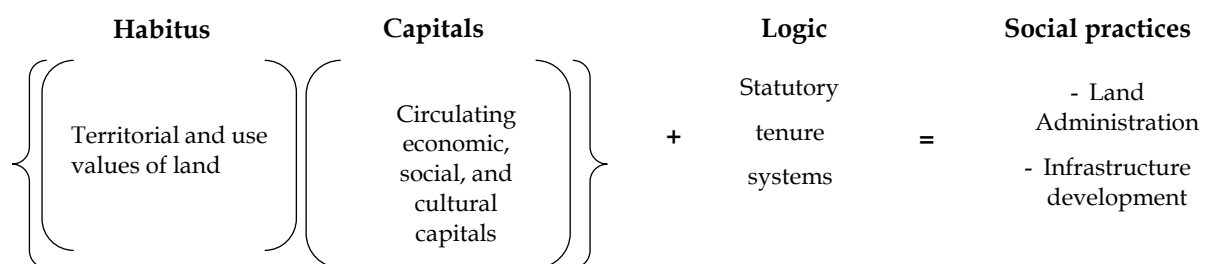 Habitus Capitals Logic Social practices
Territorial and use
values of land
Circulating
economic,
social, and
cultural
capitals
+
Statutory
tenure
systems
=
- Land
Administration
- Infrastructure
development